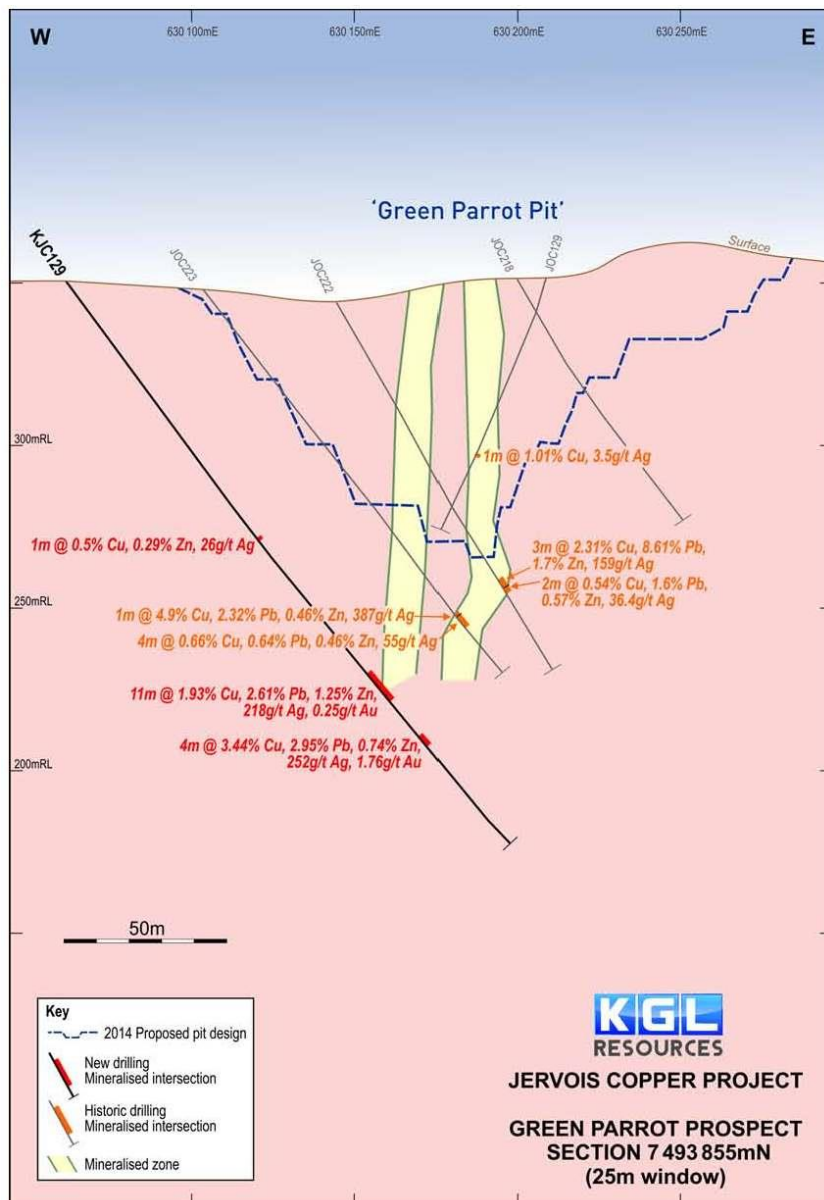 W
630 100mE
630 150mE
630 200mE
630 250mE
E
'Green Parrot Pit'
KJC129
JOC223
JOC222
JOC218
JOC129
Surface
300mRL
1m @ 1.01% Cu, 3.5g/t Ag
1m @ 0.5% Cu, 0.29% Zn, 26g/t Ag
3m @ 2.31% Cu, 8.61% Pb,
1.7% Zn, 159g/t Ag
2m @ 0.54% Cu, 1.6% Pb,
0.57% Zn, 36.4g/t Ag
250mRL
1m @ 4.9% Cu, 2.32% Pb, 0.46% Zn, 387g/t Ag
4m @ 0.66% Cu, 0.64% Pb, 0.46% Zn, 55g/t Ag
11m @ 1.93% Cu, 2.61% Pb, 1.25% Zn,
218g/t Ag, 0.25g/t Au
4m @ 3.44% Cu, 2.95% Pb, 0.74% Zn,
252g/t Ag, 1.76g/t Au
200mRL
50m
Key
2014 Proposed pit design
New drilling
Mineralised intersection
Historic drilling
Mineralised intersection
Mineralised zone
KGL
RESOURCES
JERVOIS COPPER PROJECT
GREEN PARROT PROSPECT
SECTION 7 493 855mN
(25m window)